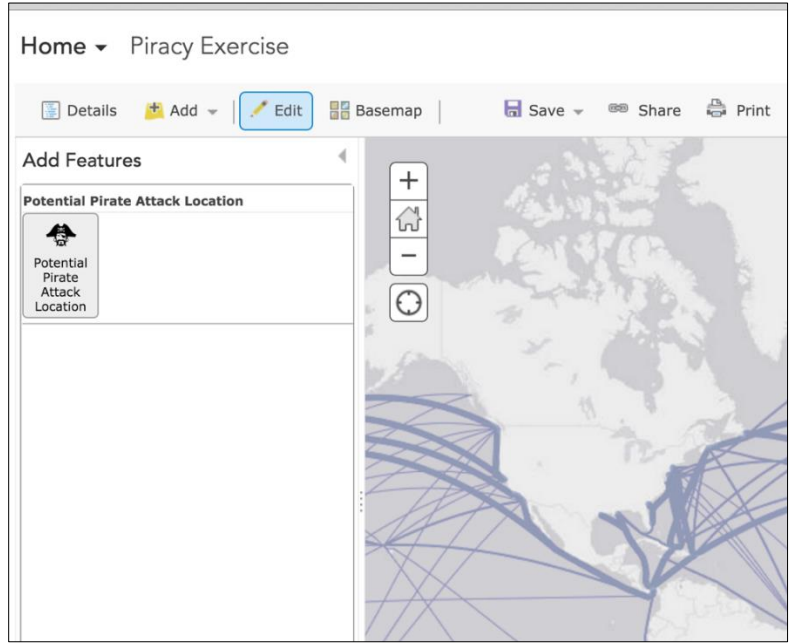 Home Piracy Exercise
Details Add Edit Basemap Save Share Print
Add Features
Potential Pirate Attack Location
Potential
Pirate
Attack
Location
+
−